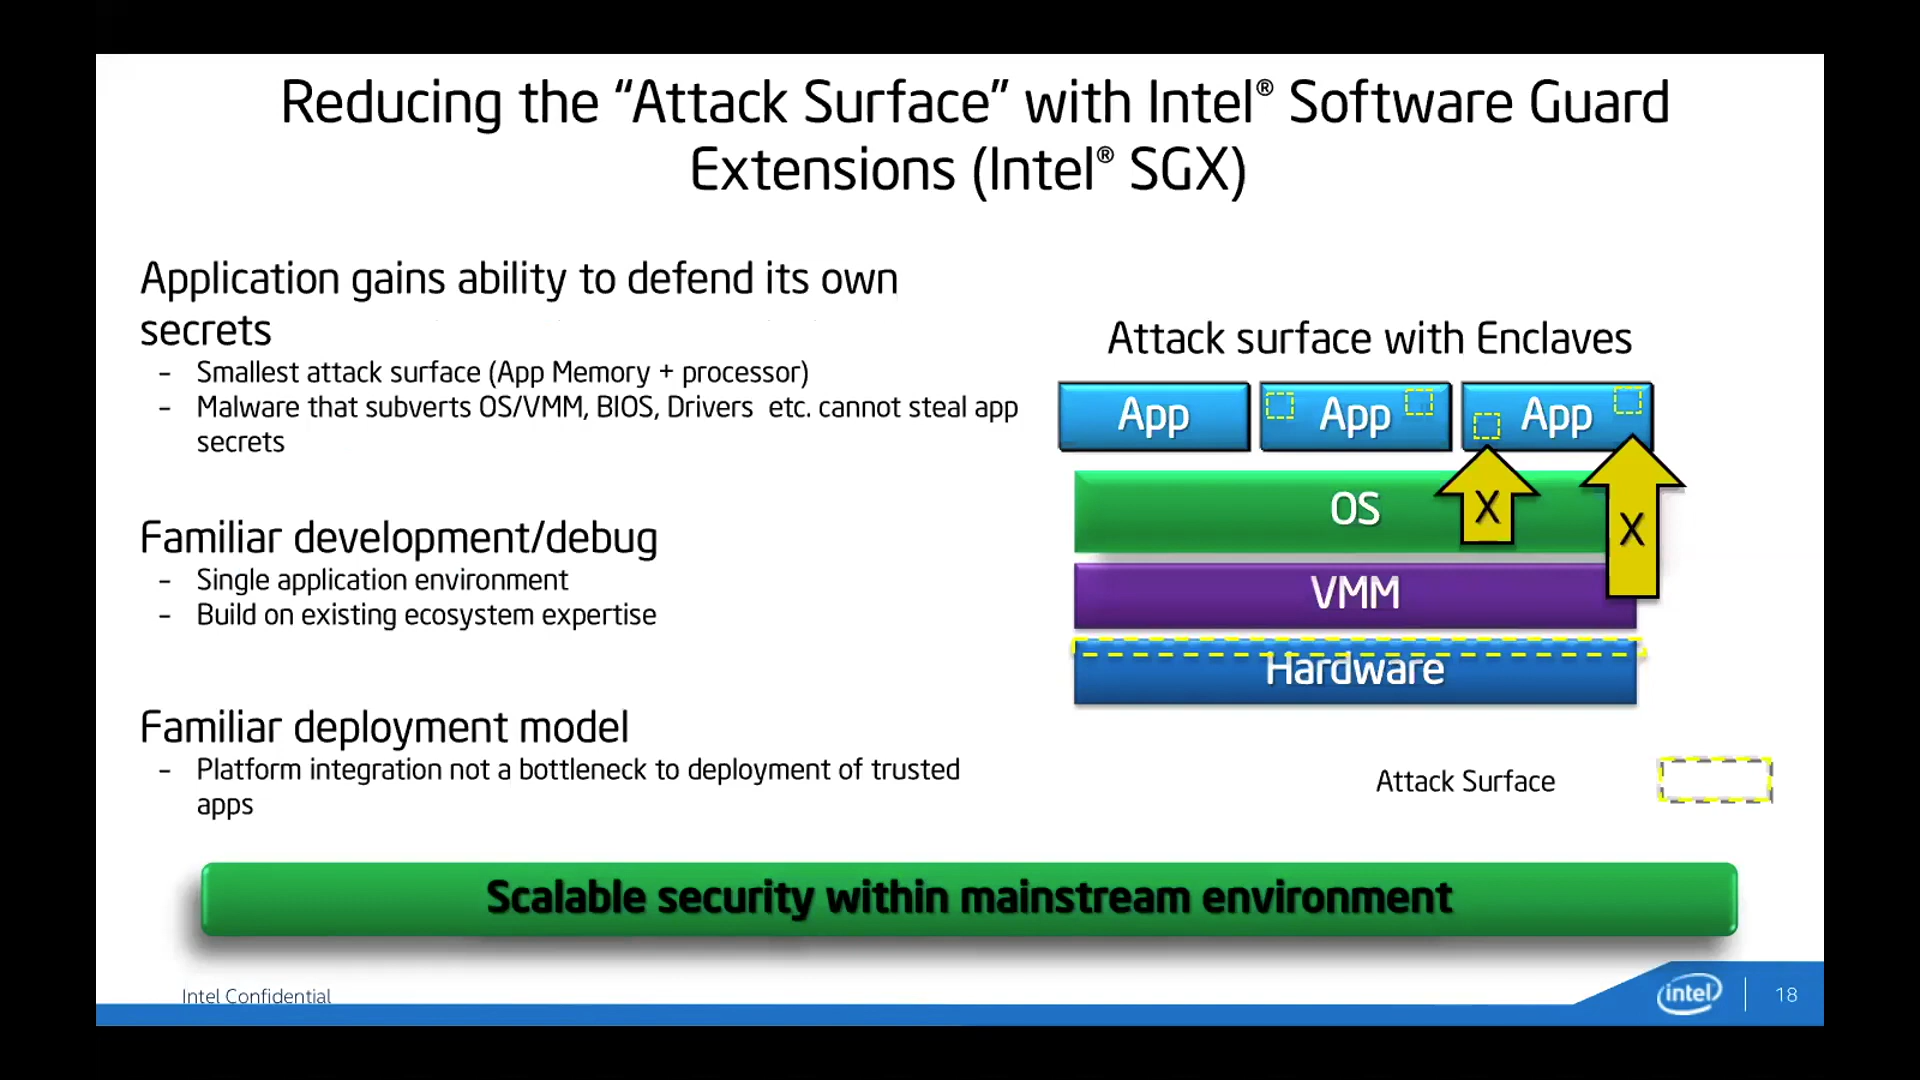 Reducing the “Attack Surface” with Intel® Software Guard
Extensions (Intel® SGX)
Application gains ability to defend its own
secrets
– Smallest attack surface (App Memory + processor)
– Malware that subverts OS/VMM, BIOS, Drivers etc. cannot steal app
secrets
Familiar development/debug
– Single application environment
– Build on existing ecosystem expertise
Familiar deployment model
– Platform integration not a bottleneck to deployment of trusted
apps
Attack surface with Enclaves
App App App
OS
X
X
VMM
Hardware
Attack Surface
Scalable security within mainstream environment
Intel Confidential
intel
18